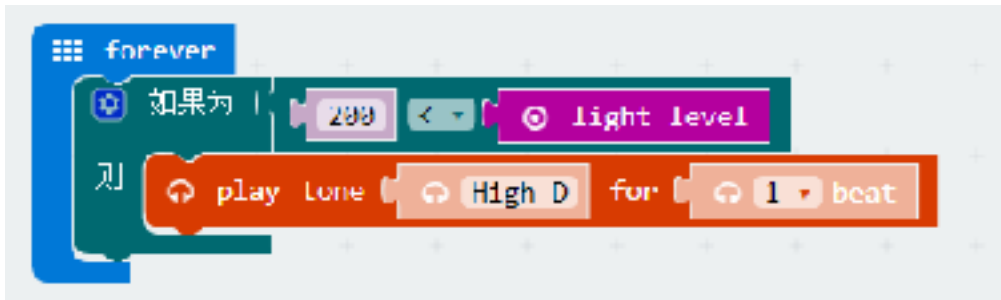 forever
如果为 200 < light level
则 play tone High D for 1 beat